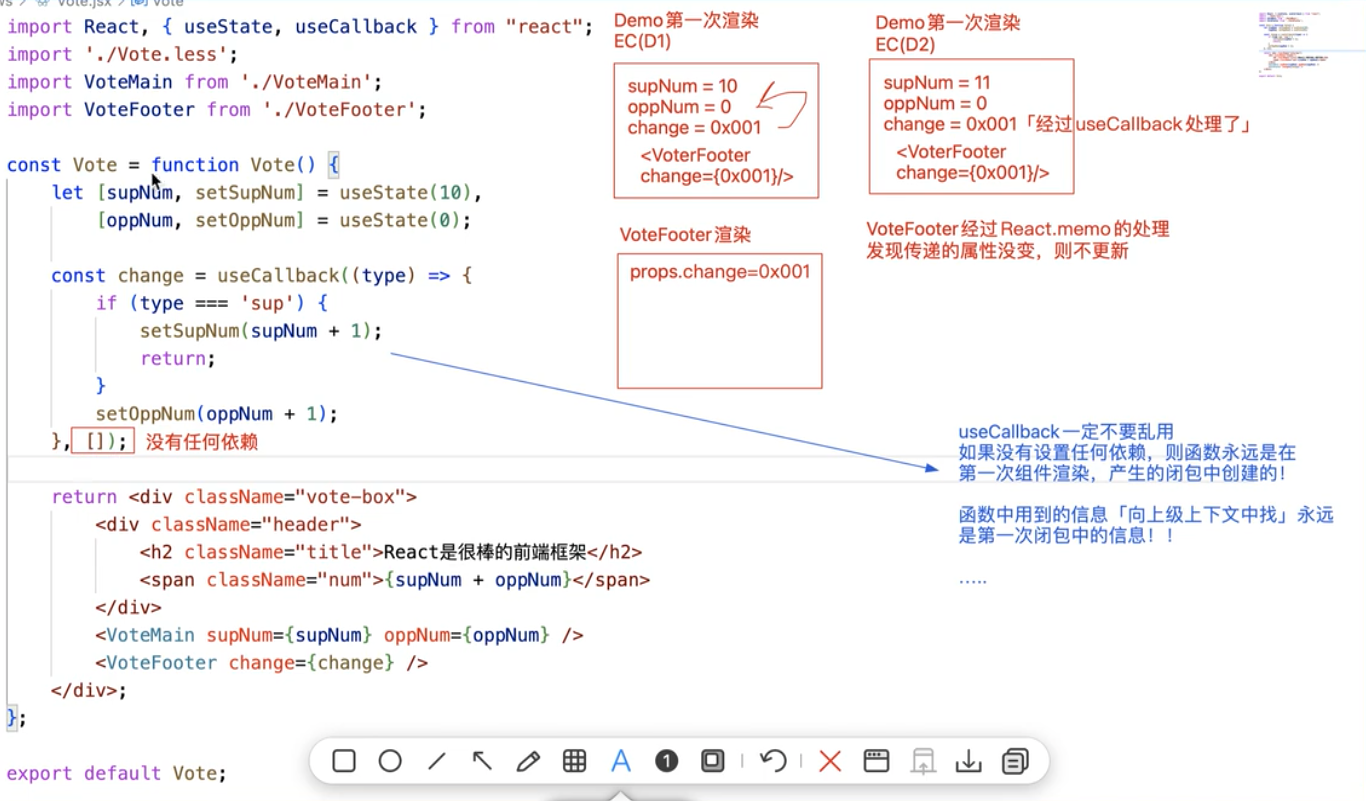 Vote.jsx
Vote
import React, { useState, useCallback } from "react";
import './Vote.less';
import VoteMain from './VoteMain';
import VoteFooter from './VoteFooter';
const Vote = function Vote() {
let [supNum, setSupNum] = useState(10),
[oppNum, setOppNum] = useState(0);
const change = useCallback((type) => {
if (type === 'sup') {
setSupNum(supNum + 1);
return;
}
setOppNum(oppNum + 1);
}, []); 没有任何依赖
return <div className="vote-box">
<div className="header">
<h2 className="title">React是很棒的前端框架</h2>
<span className="num">{supNum + oppNum}</span>
</div>
<VoteMain supNum={supNum} oppNum={oppNum} />
<VoteFooter change={change} />
</div>;
};
export default Vote;
Demo第一次渲染
EC(D1)
supNum = 10
oppNum = 0
change = 0x001
<VoterFooter
change={0x001}/>
VoteFooter渲染
props.change=0x001
Demo第一次渲染
EC(D2)
supNum = 11
oppNum = 0
change = 0x001「经过useCallback处理了」
<VoterFooter
change={0x001}/>
VoteFooter经过React.memo的处理
发现传递的属性没变，则不更新
useCallback一定不要乱用
如果没有设置任何依赖，则函数永远是在
第一次组件渲染，产生的闭包中创建的！
函数中用到的信息「向上级上下文中找」永远
是第一次闭包中的信息！！
.....
A
1